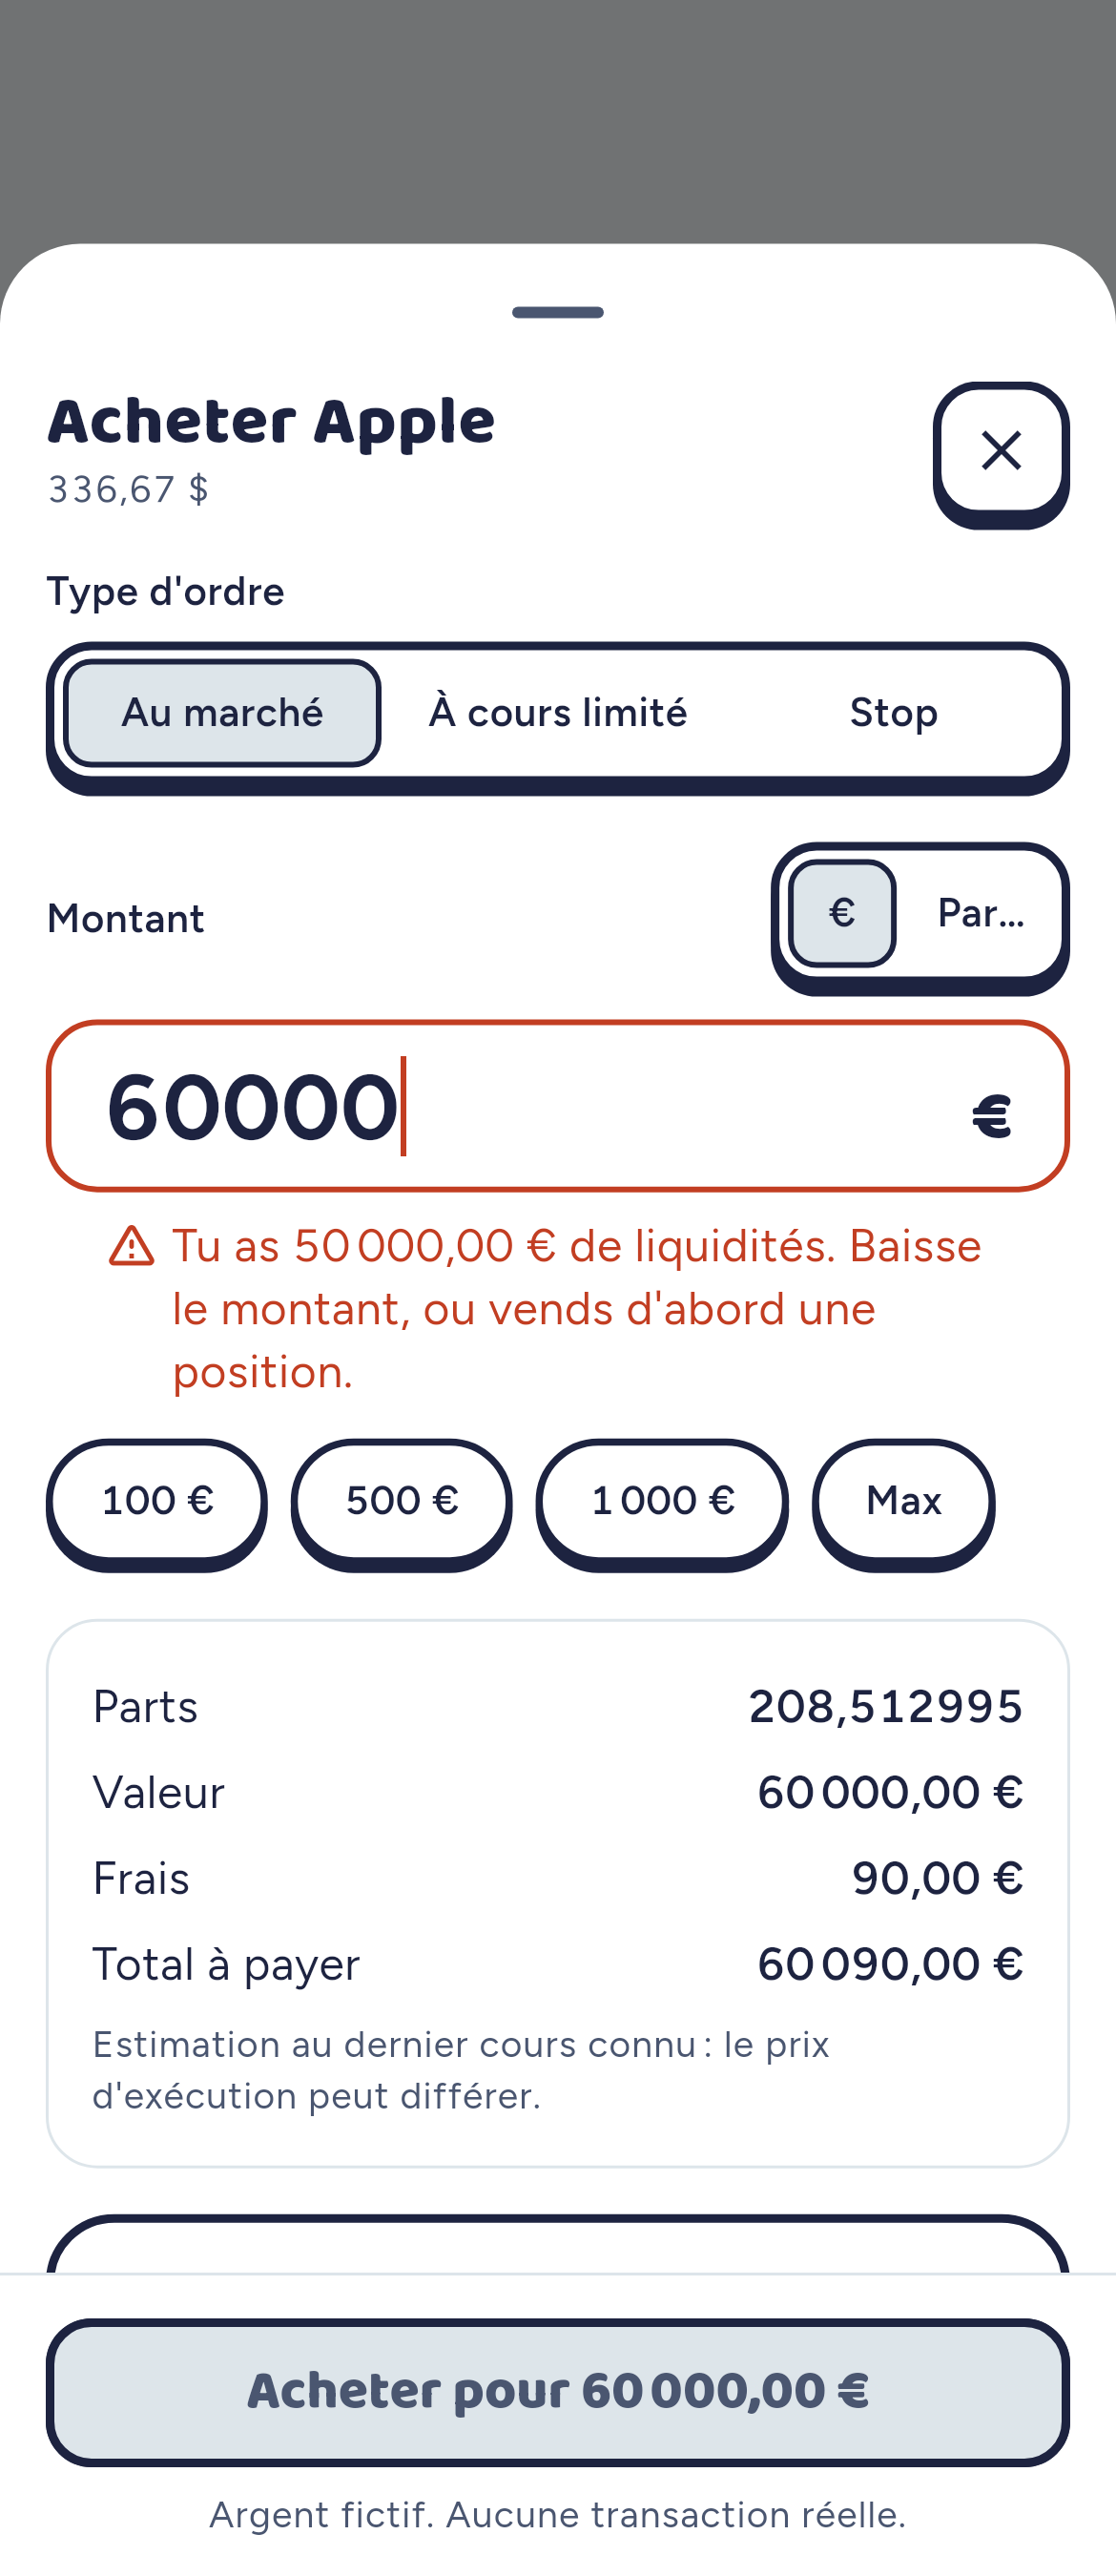 Acheter Apple
336,67 $
Type d'ordre
Au marché
À cours limité
Stop
Montant
€
Par...
60000
€
Tu as 50 000,00 € de liquidités. Baisse
le montant, ou vends d'abord une
position.
100 €
500 €
1 000 €
Max
Parts 208,512995
Valeur 60 000,00 €
Frais 90,00 €
Total à payer 60 090,00 €
Estimation au dernier cours connu : le prix
d'exécution peut différer.
Acheter pour 60 000,00 €
Argent fictif. Aucune transaction réelle.